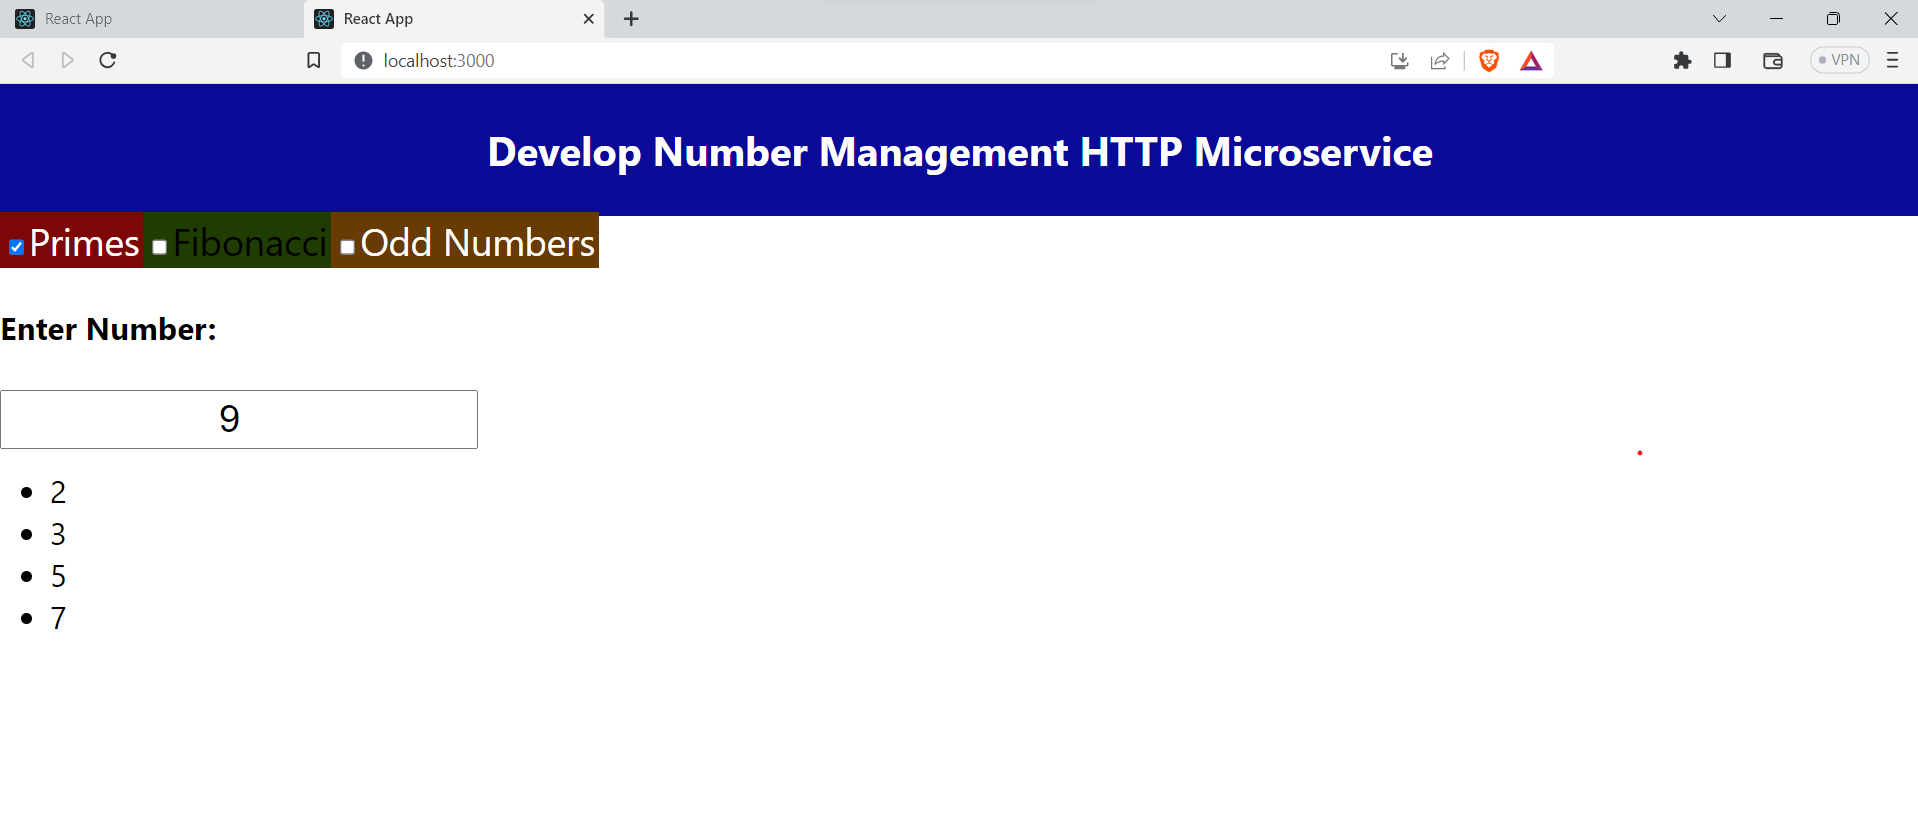 React App
React App
localhost:3000
VPN
Develop Number Management HTTP Microservice
Primes Fibonacci Odd Numbers
Enter Number:
9
2
3
5
7